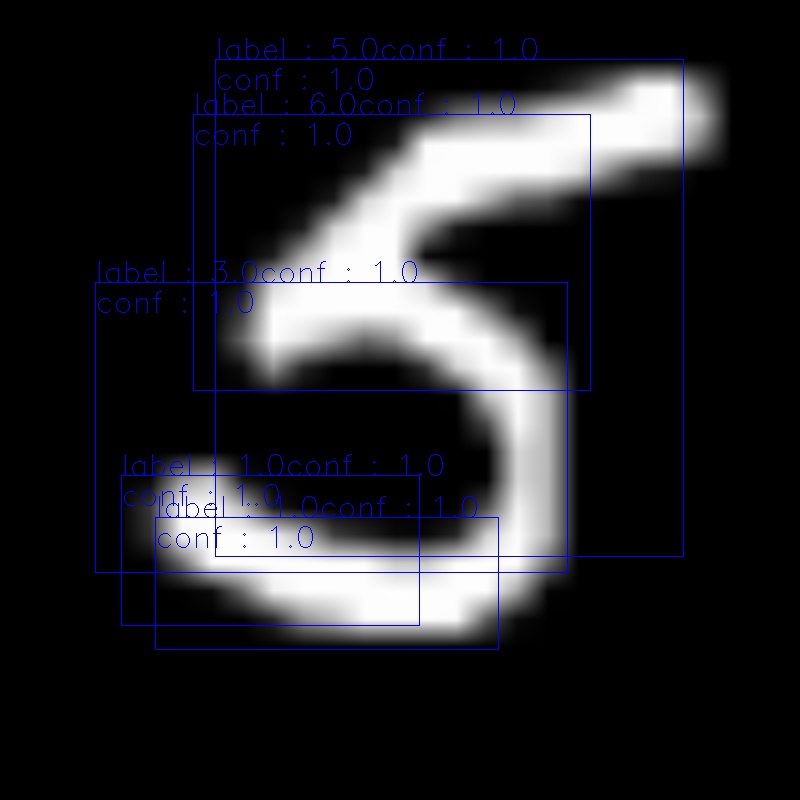 label : 5.0conf : 1.0
conf : 1.0
label : 6.0conf : 1.0
conf : 1.0
label : 3.0conf : 1.0
conf : 1.0
label : 1.0conf : 1.0
conf : 1.0
label : 1.0conf : 1.0
conf : 1.0
5